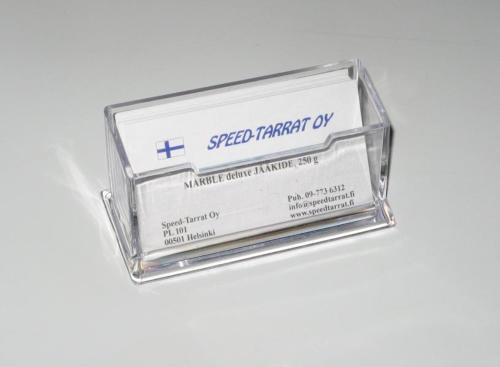 SPEED-TARRAT OY
MARBLE deluxe JÄÄKIDE, 250 g
Speed-Tarrat Oy
PL 101
00501 Helsinki
Puh. 09-773 6312
info@speedtarrat.fi
www.speedtarrat.fi